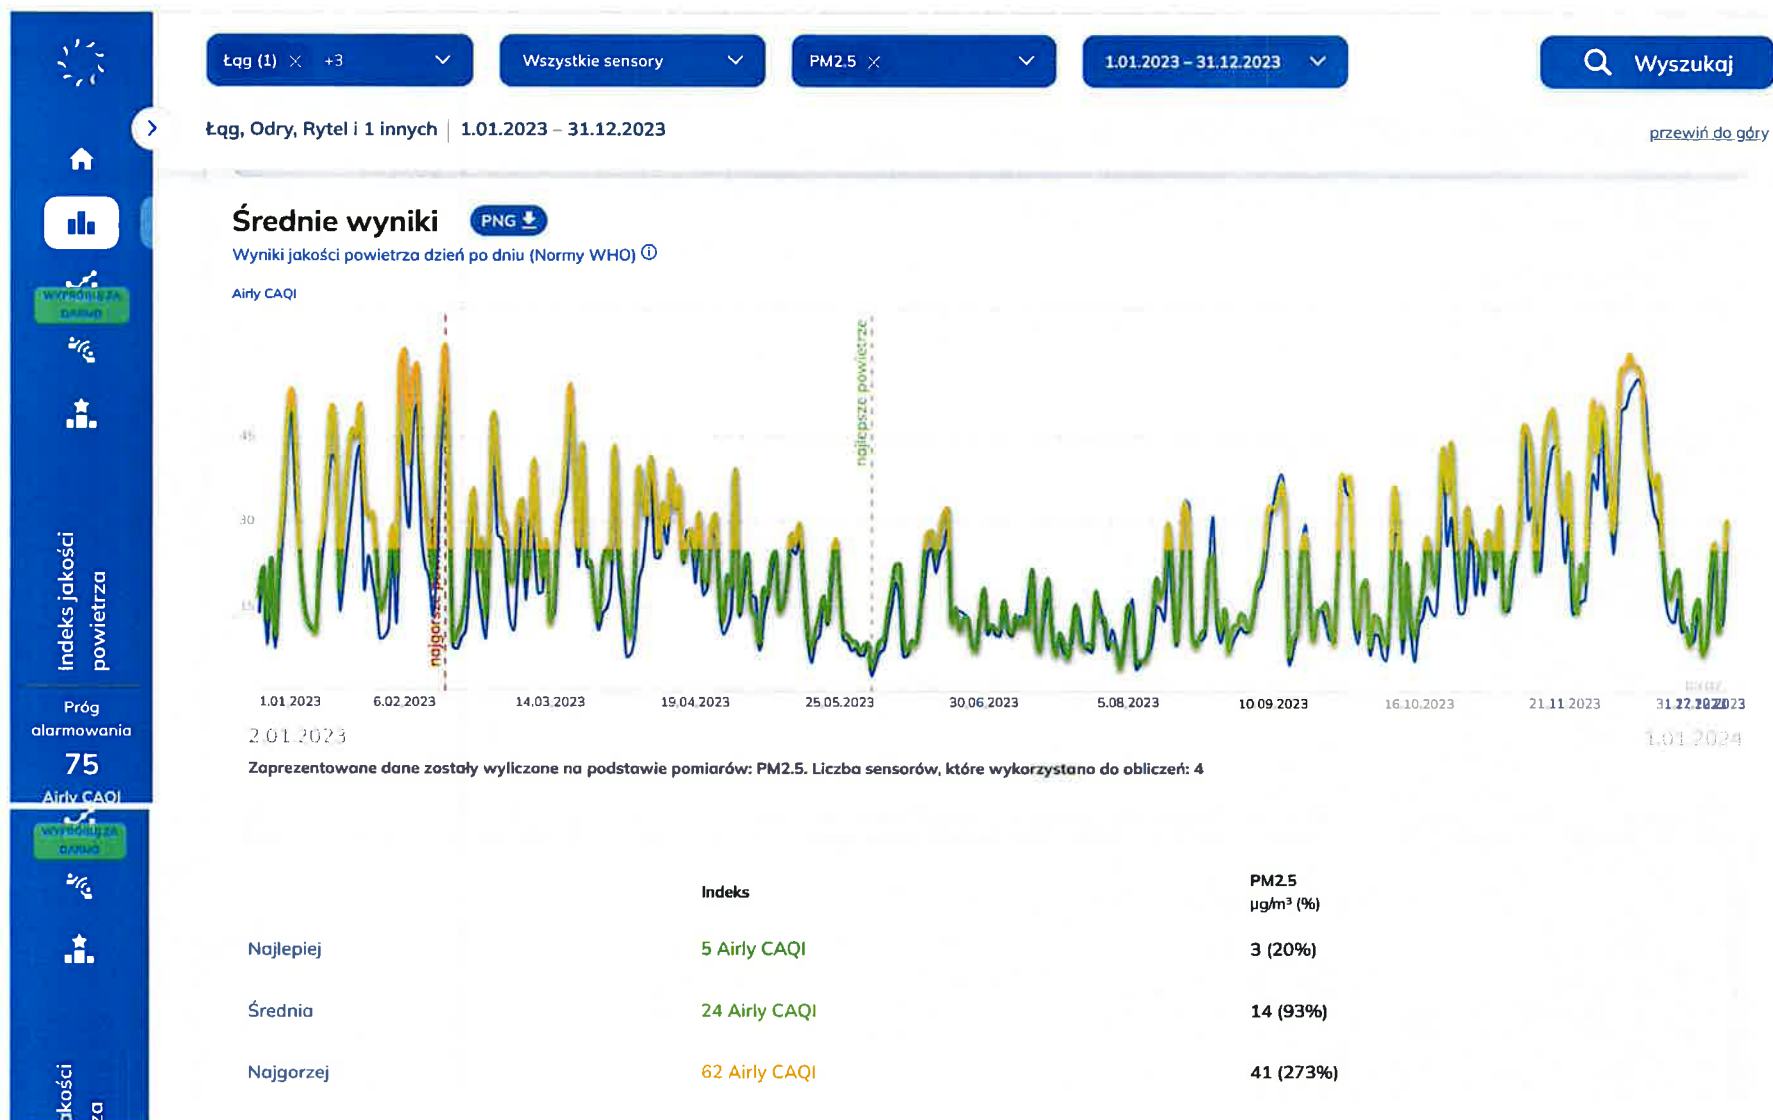 Łąg (1) × +3
Wszystkie sensory
PM2.5 ×
1.01.2023 – 31.12.2023
Wyszukaj
Łąg, Odry, Rytel i 1 innych | 1.01.2023 – 31.12.2023
przewiń do góry
Średnie wyniki
PNG
Wyniki jakości powietrza dzień po dniu (Normy WHO)
Airly CAQI
WYPRÓBUJ ZA
DARMO
najlepsze powietrze
45
30
15
najgorsze
Indeks jakości
powietrza
1.01.2023 6.02.2023 14.03.2023 19.04.2023 25.05.2023 30.06.2023 5.08.2023 10.09.2023 16.10.2023 21.11.2023
Próg
alarmowania
75
Airly CAQI
2.01.2023
1.01.2024
Zaprezentowane dane zostały wyliczone na podstawie pomiarów: PM2.5. Liczba sensorów, które wykorzystano do obliczeń: 4
WYPRÓBUJ ZA
DARMO
Indeks
PM2.5
µg/m³ (%)
Najlepiej 5 Airly CAQI 3 (20%)
Średnia 24 Airly CAQI 14 (93%)
Najgorzej 62 Airly CAQI 41 (273%)